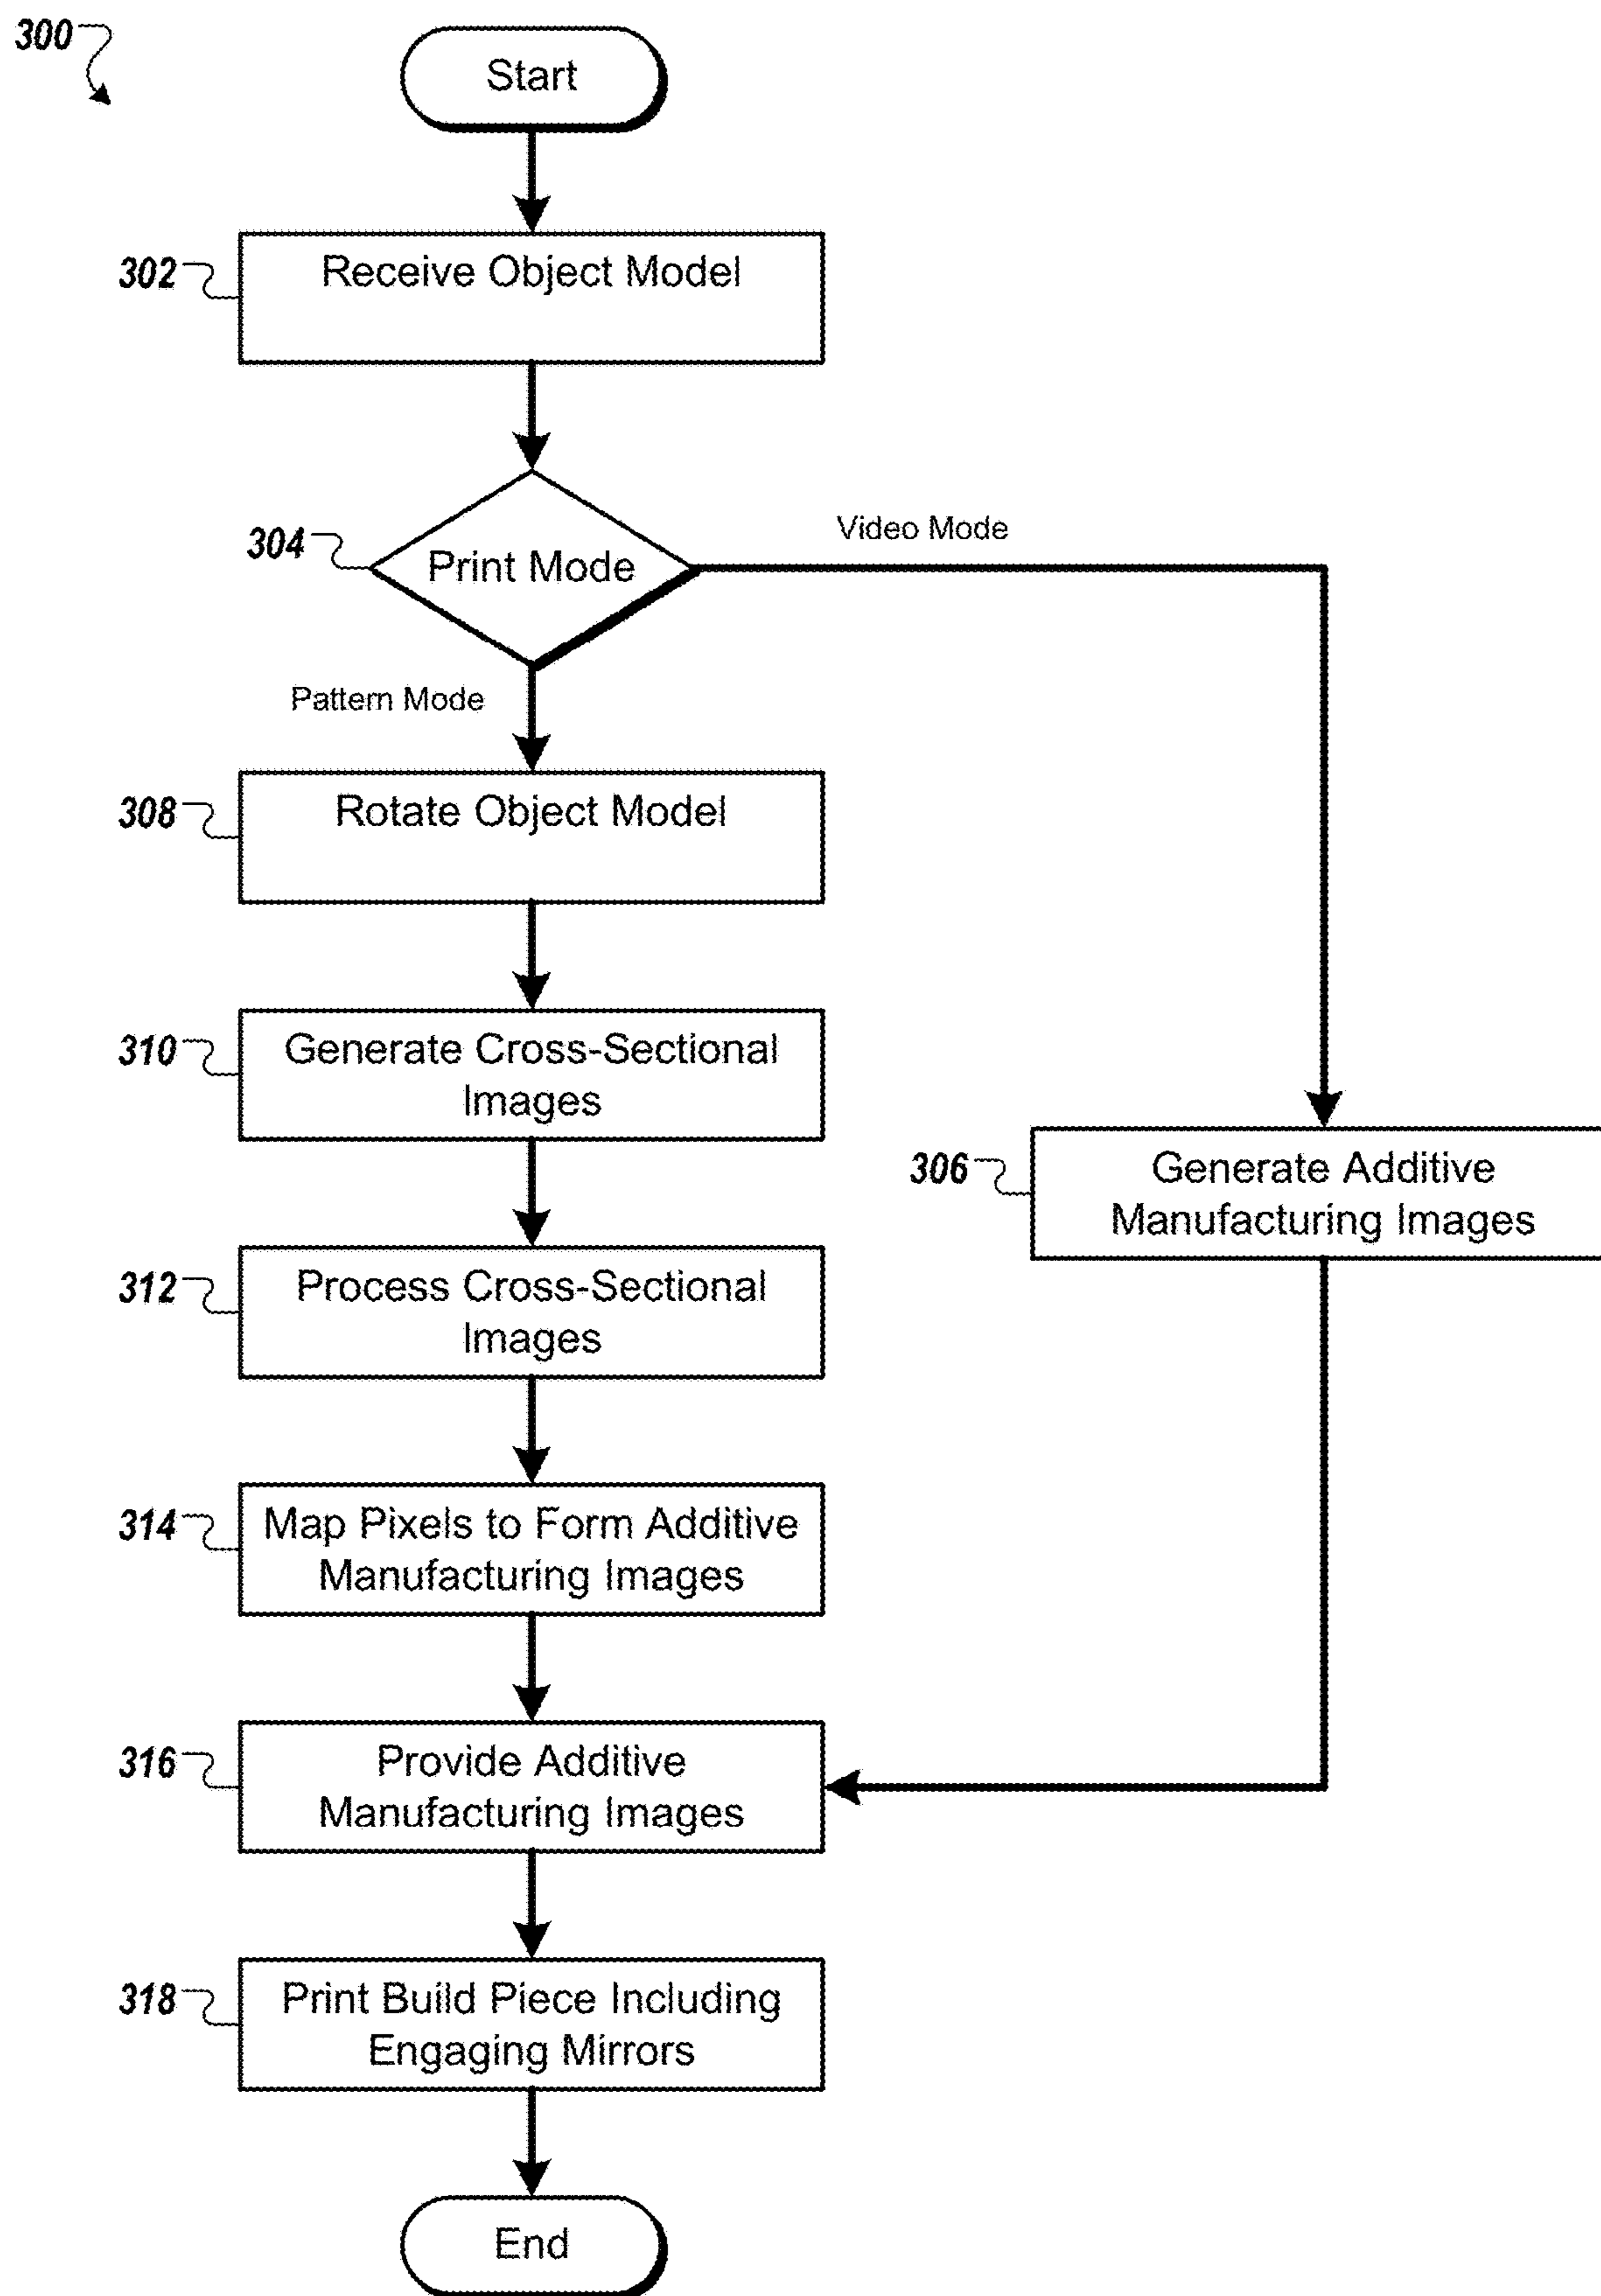 300
Start
302
Receive Object Model
304
Print Mode
Video Mode
Pattern Mode
308
Rotate Object Model
310
Generate Cross-Sectional
Images
306
Generate Additive
Manufacturing Images
312
Process Cross-Sectional
Images
314
Map Pixels to Form Additive
Manufacturing Images
316
Provide Additive
Manufacturing Images
318
Print Build Piece Including
Engaging Mirrors
End